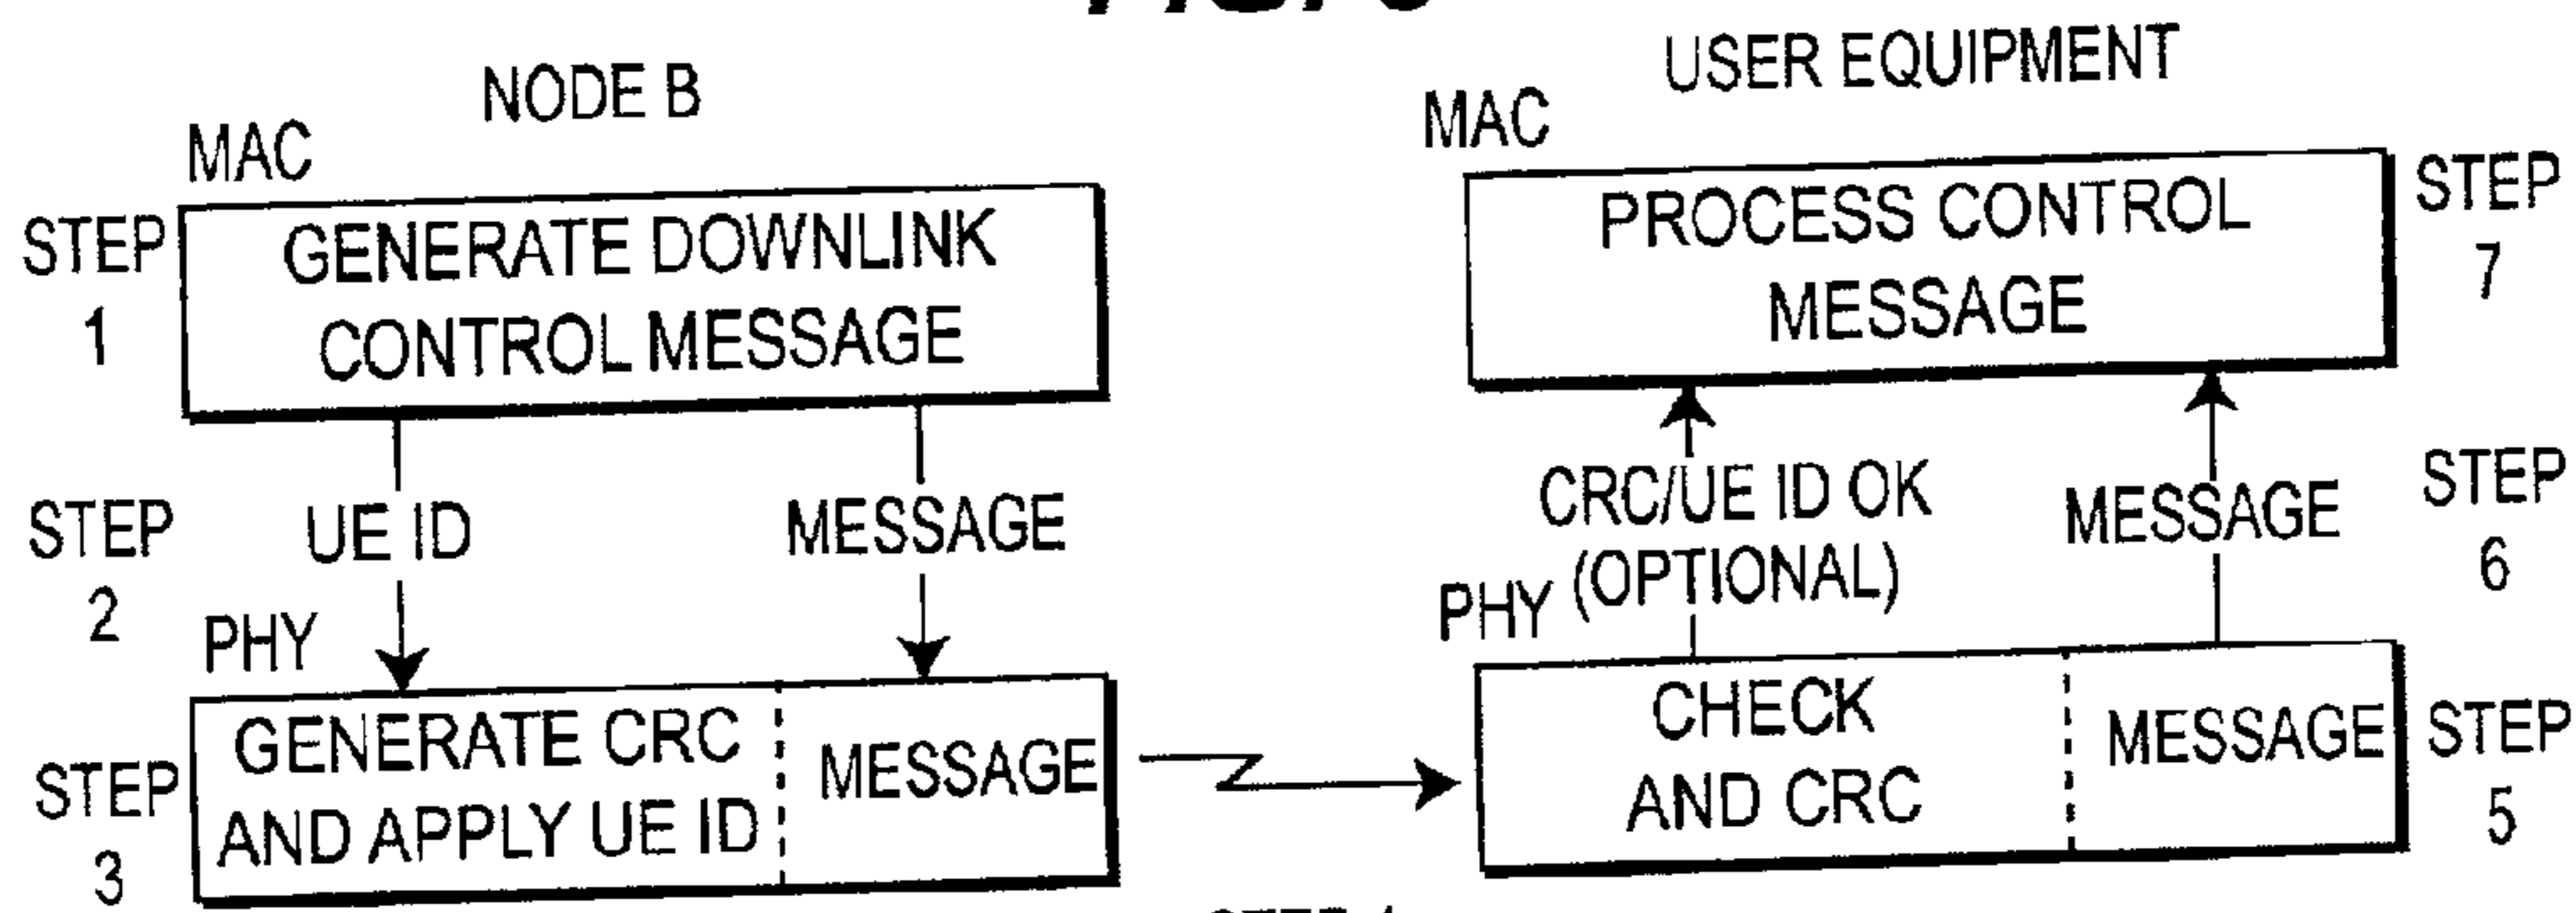 NODE B
USER EQUIPMENT
MAC
MAC
STEP
1
GENERATE DOWNLINK
CONTROL MESSAGE
PROCESS CONTROL
MESSAGE
STEP
7
STEP
2
UE ID
MESSAGE
CRC/UE ID OK
(OPTIONAL)
MESSAGE
STEP
6
PHY
PHY
STEP
3
GENERATE CRC
AND APPLY UE ID
MESSAGE
CHECK
AND CRC
MESSAGE
STEP
5